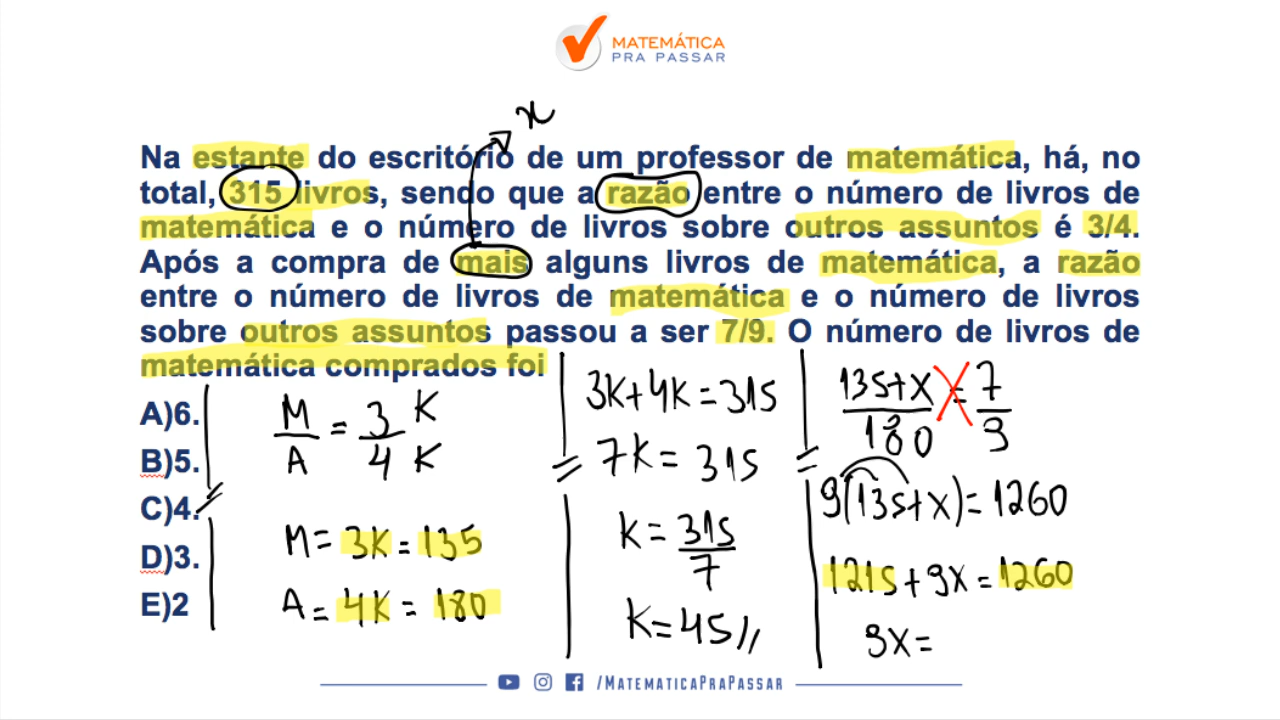 MATEMÁTICA
PRA PASSAR
x
Na estante do escritório de um professor de matemática, há, no
total, 315 livros, sendo que a razão entre o número de livros de
matemática e o número de livros sobre outros assuntos é 3/4.
Após a compra de mais alguns livros de matemática, a razão
entre o número de livros de matemática e o número de livros
sobre outros assuntos passou a ser 7/9. O número de livros de
matemática comprados foi
A)6.
B)5.
C)4.
D)3.
E)2
M/A = 3K/4K
M = 3K = 135
A = 4K = 180
3K + 4K = 315
7K = 315
K = 315/7
K = 45//
135 + X/180 = 7/9
9(135 + X) = 1260
1215 + 9X = 1260
9X =
/MATEMATICAPRAPASSAR